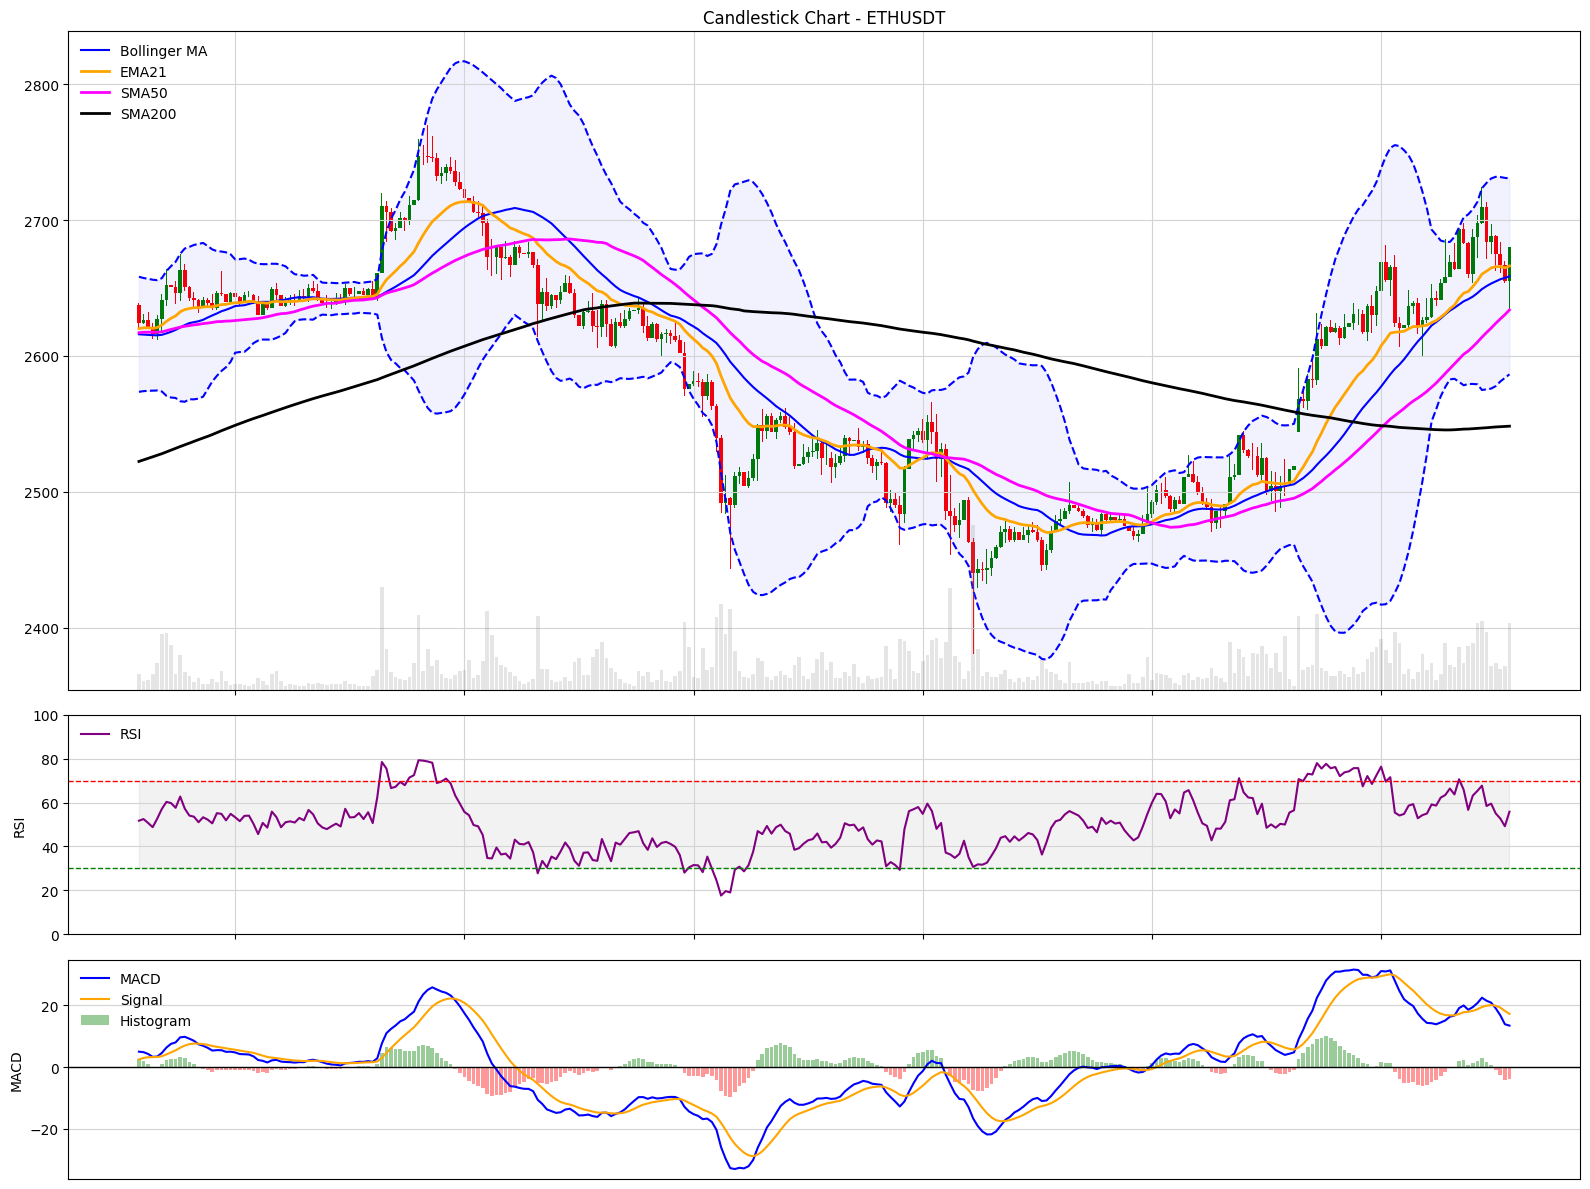 Candlestick Chart - ETHUSDT
Bollinger MA
EMA21
SMA50
SMA200
2800
2700
2600
2500
2400
RSI
100
80
60
40
20
0
RSI
MACD
Signal
Histogram
20
0
−20
MACD